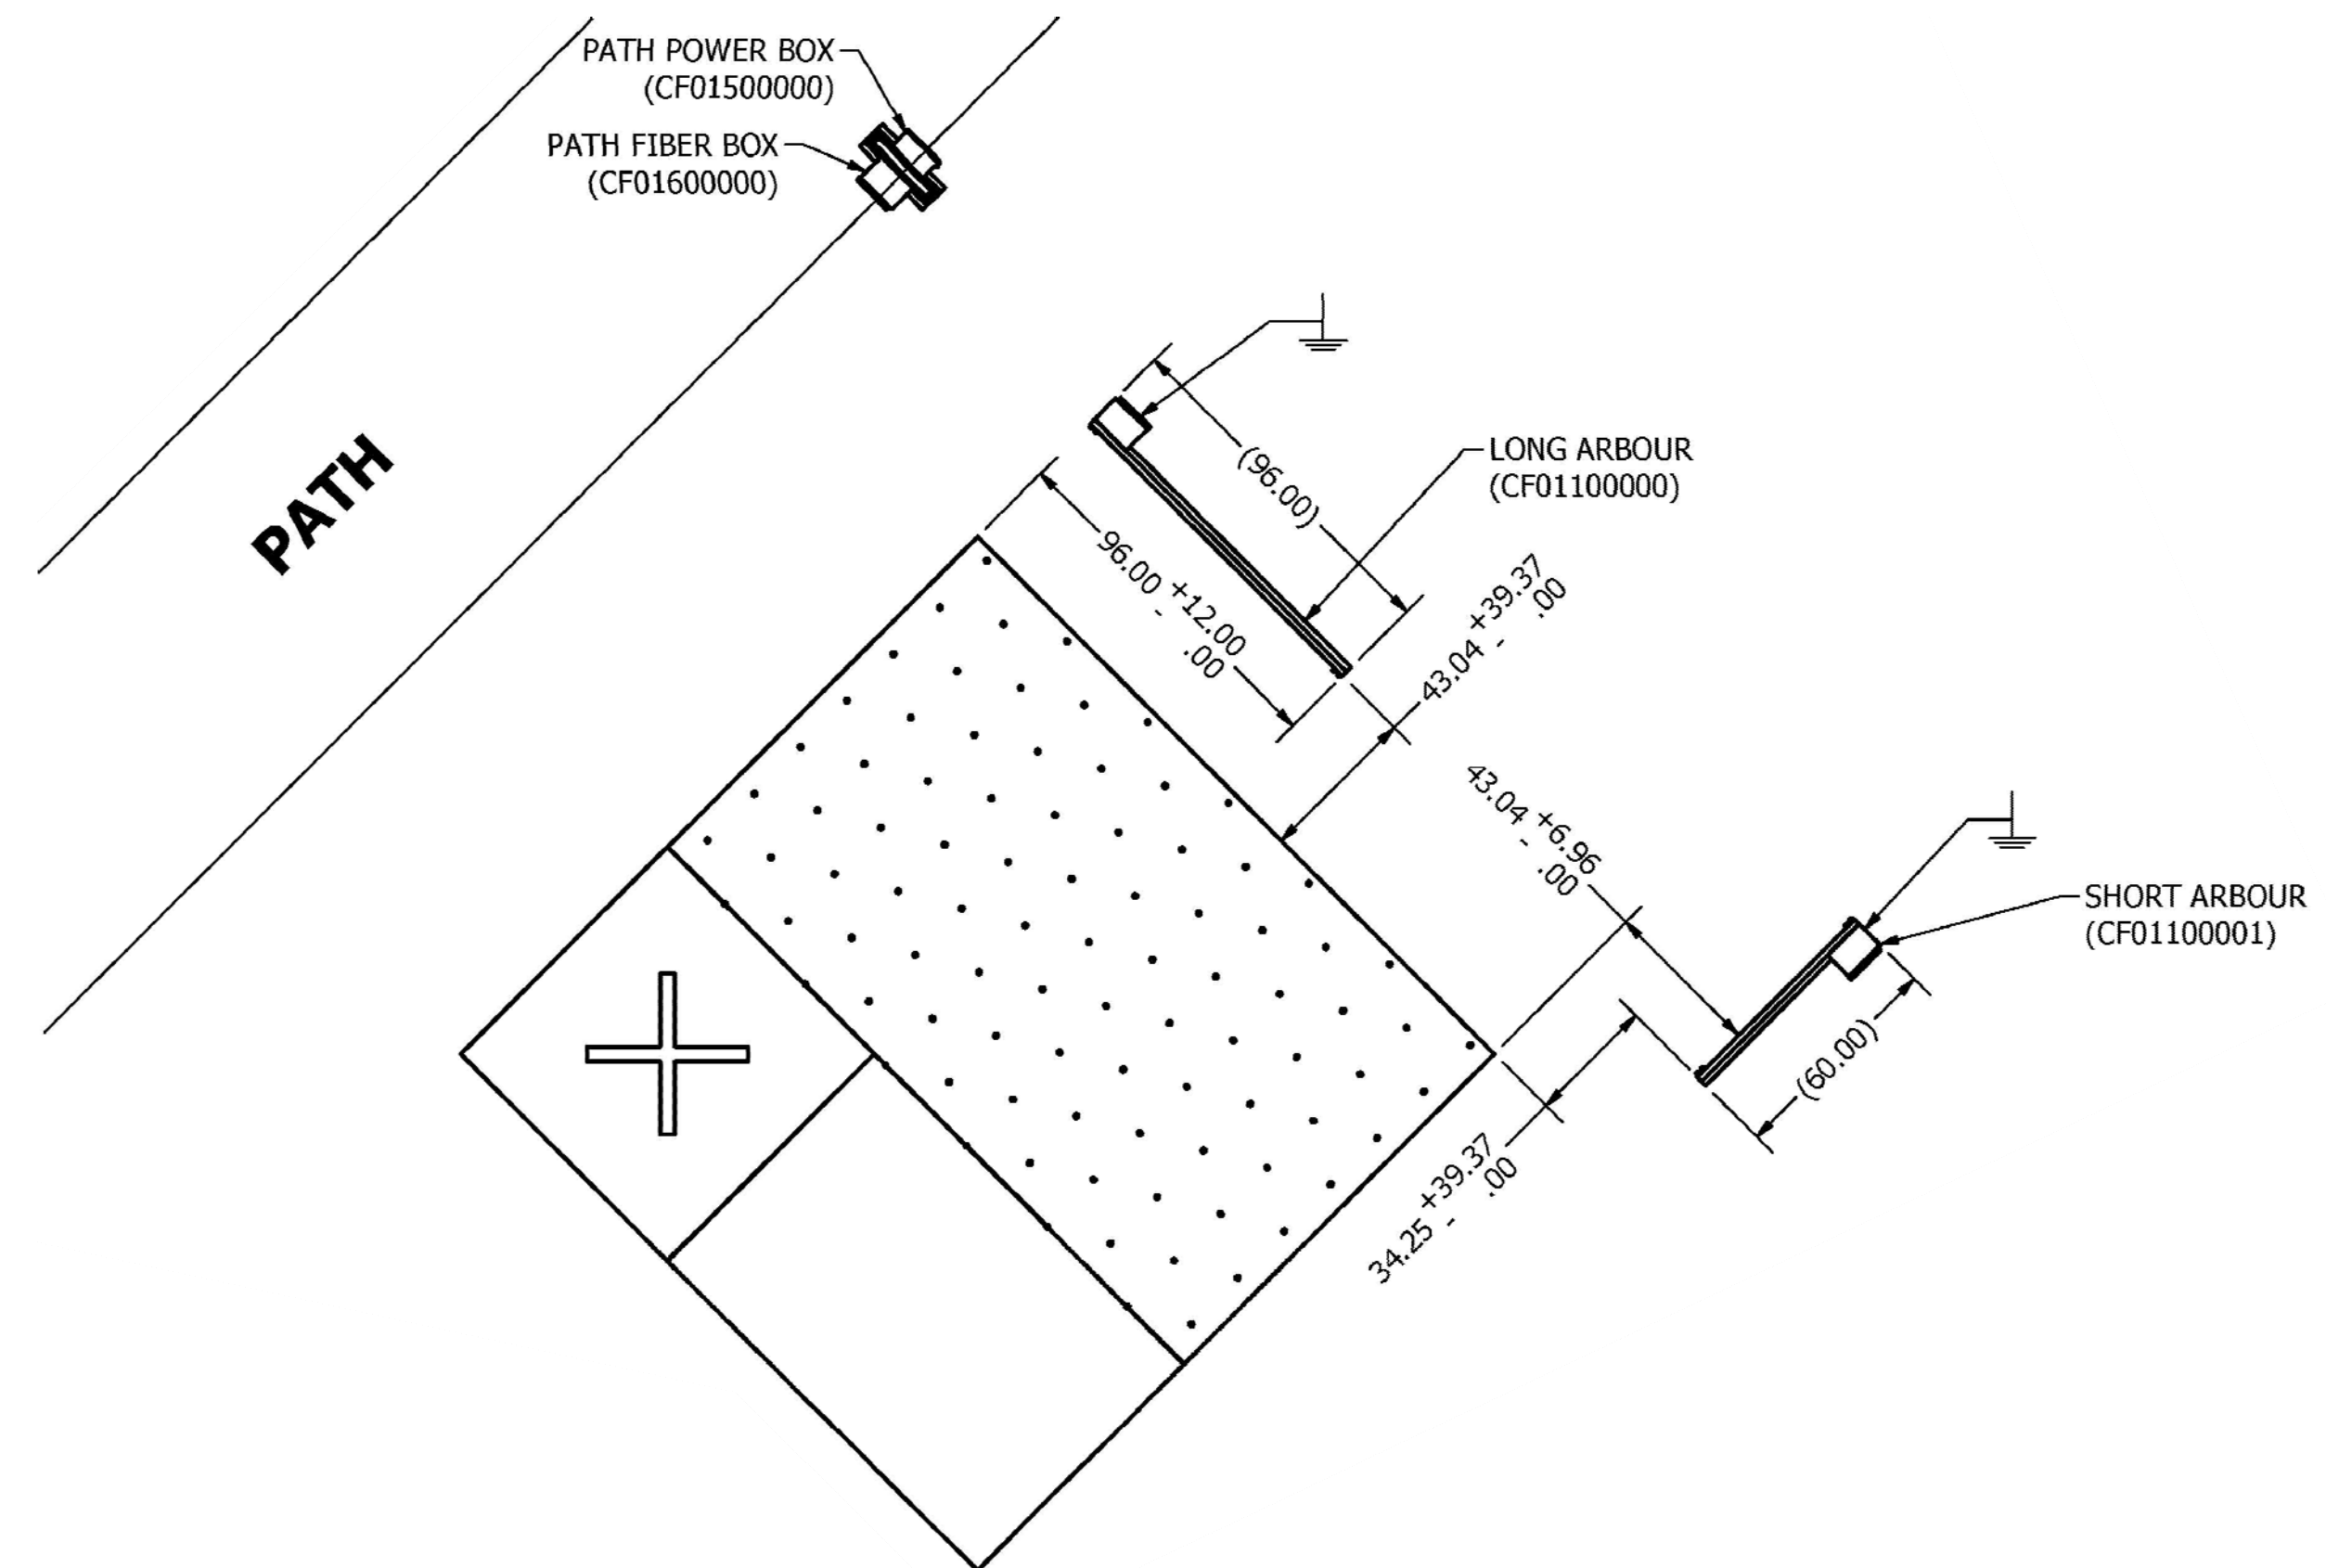 PATH POWER BOX
(CF01500000)
PATH FIBER BOX
(CF01600000)
PATH
(96.00)
LONG ARBOUR
(CF01100000)
96.00 +12.00
- .00
43.04 +39.37
- .00
43.04 +6.96
- .00
SHORT ARBOUR
(CF01100001)
(60.00)
34.25 +39.37
- .00